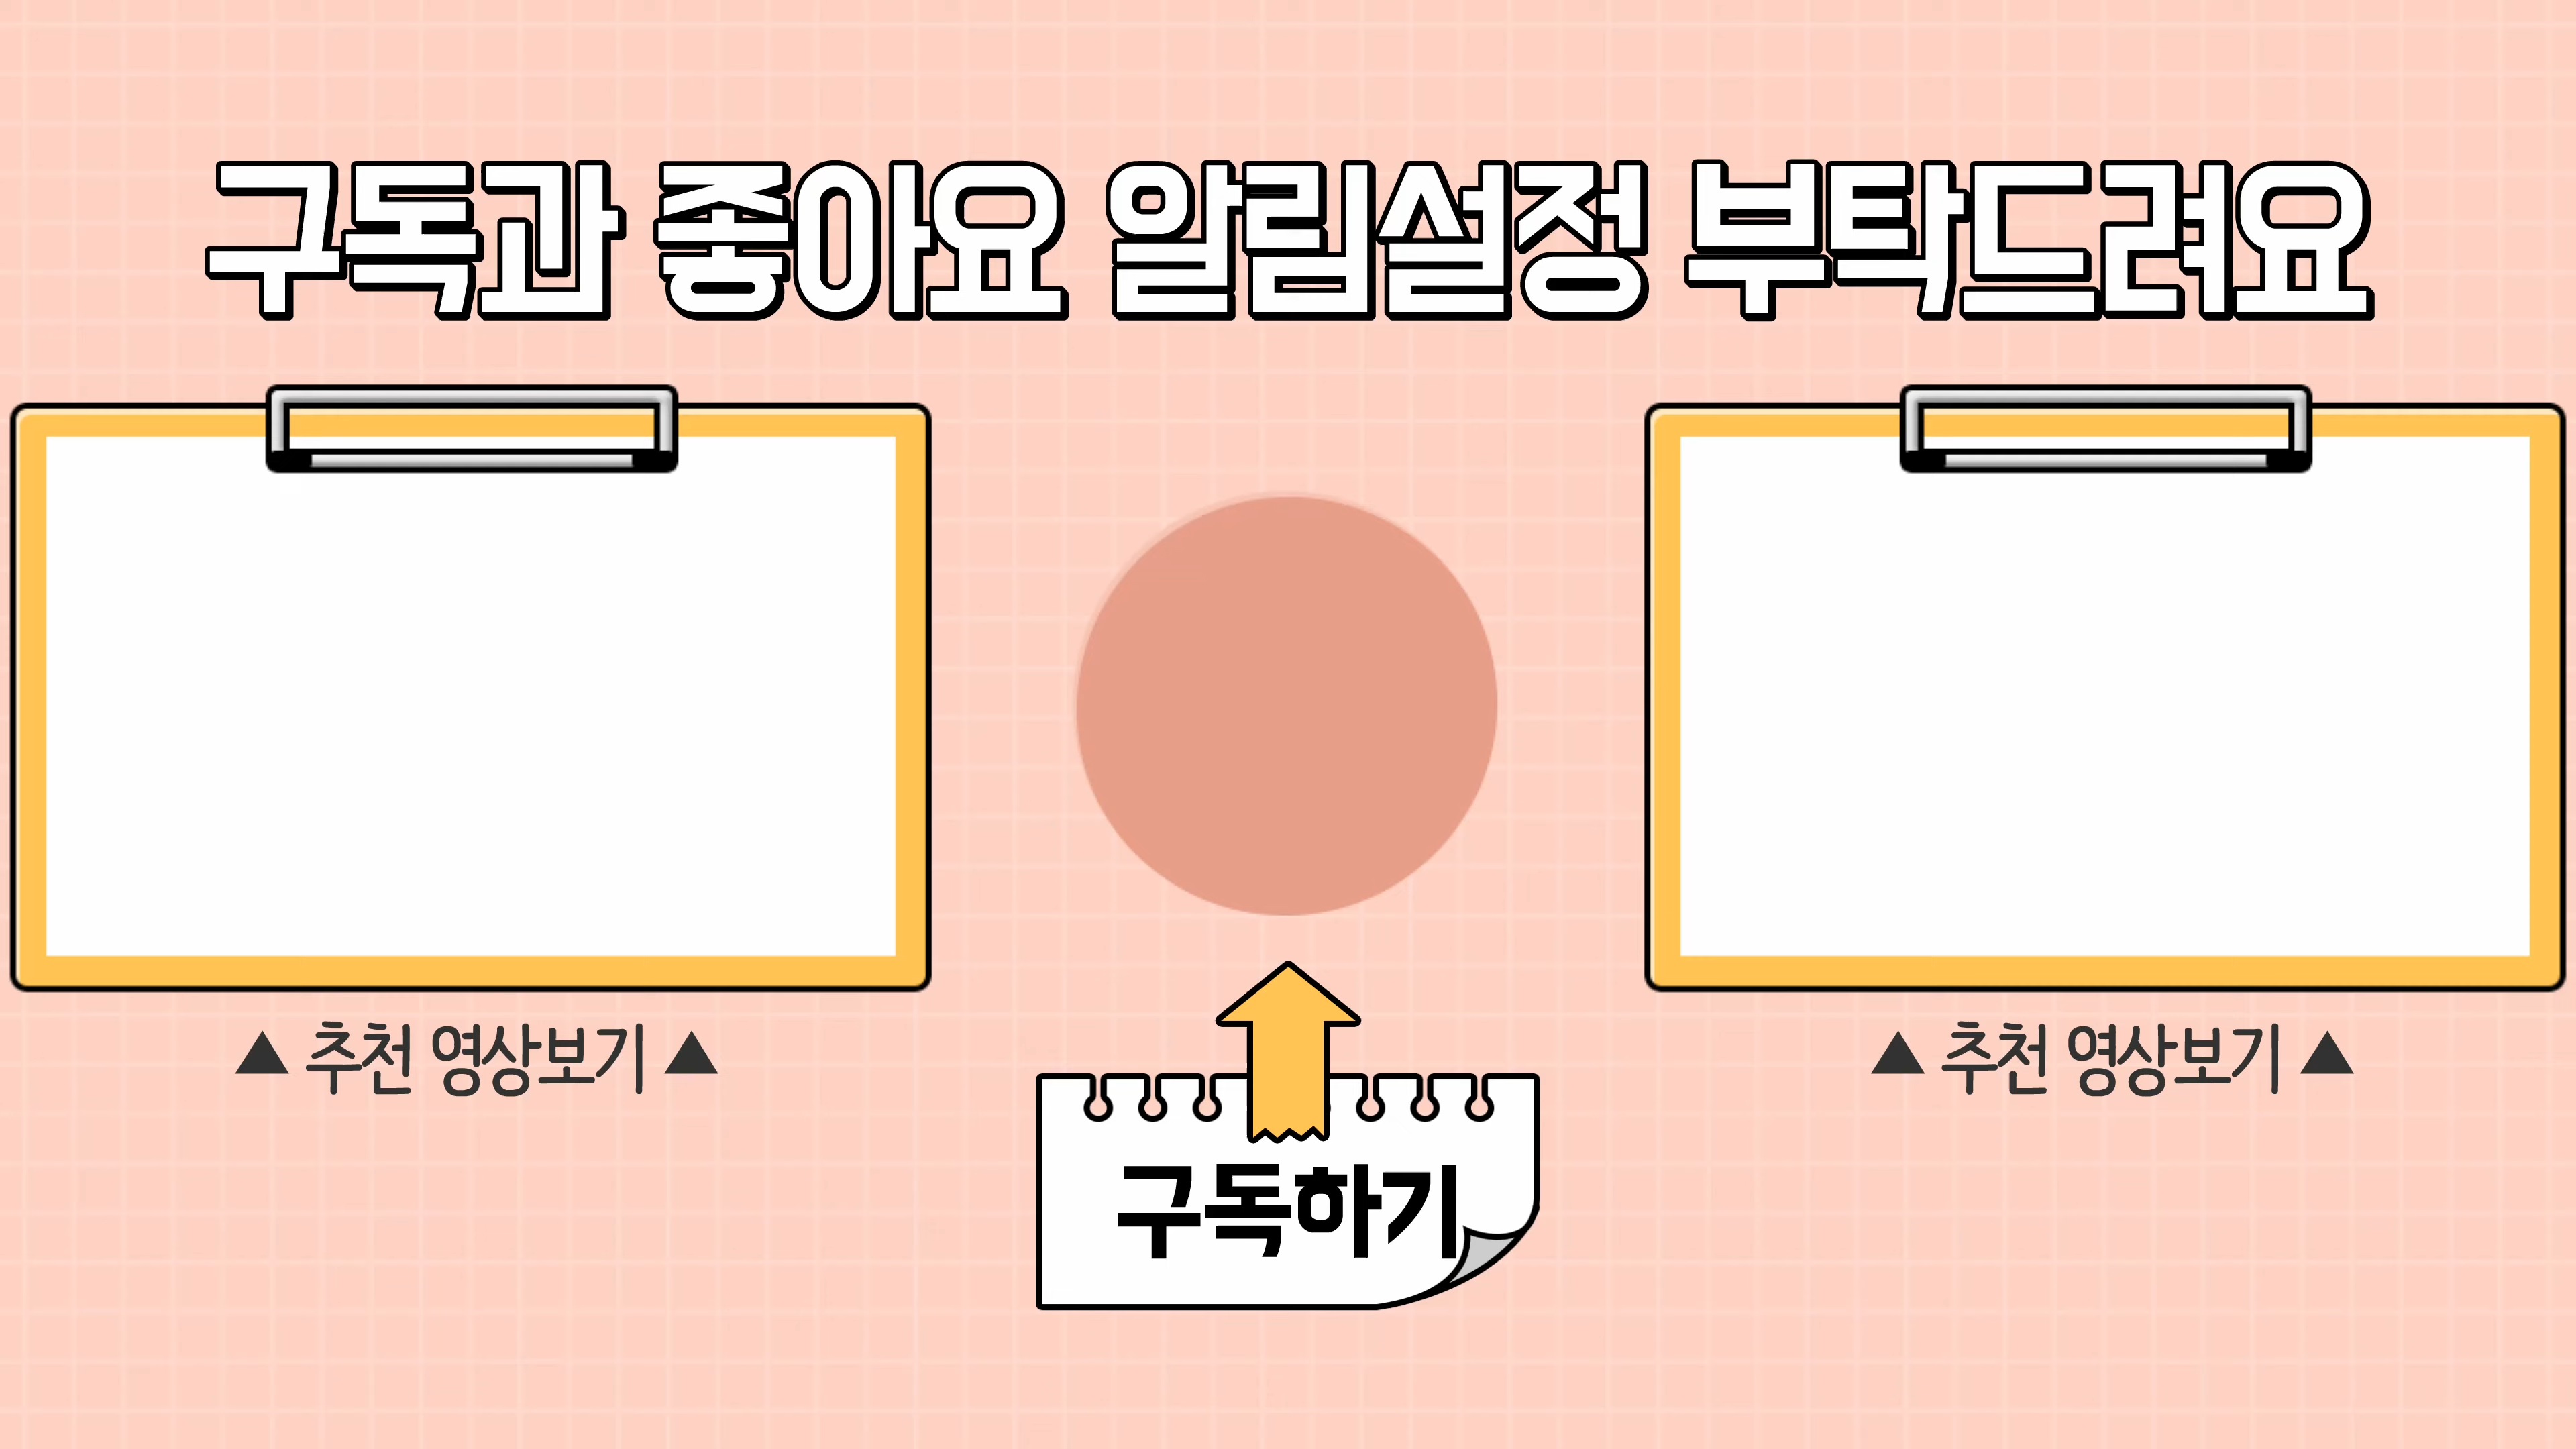 구독과 좋아요 알림설정 부탁드려요
▲ 추천 영상보기 ▲
▲ 추천 영상보기 ▲
구독하기